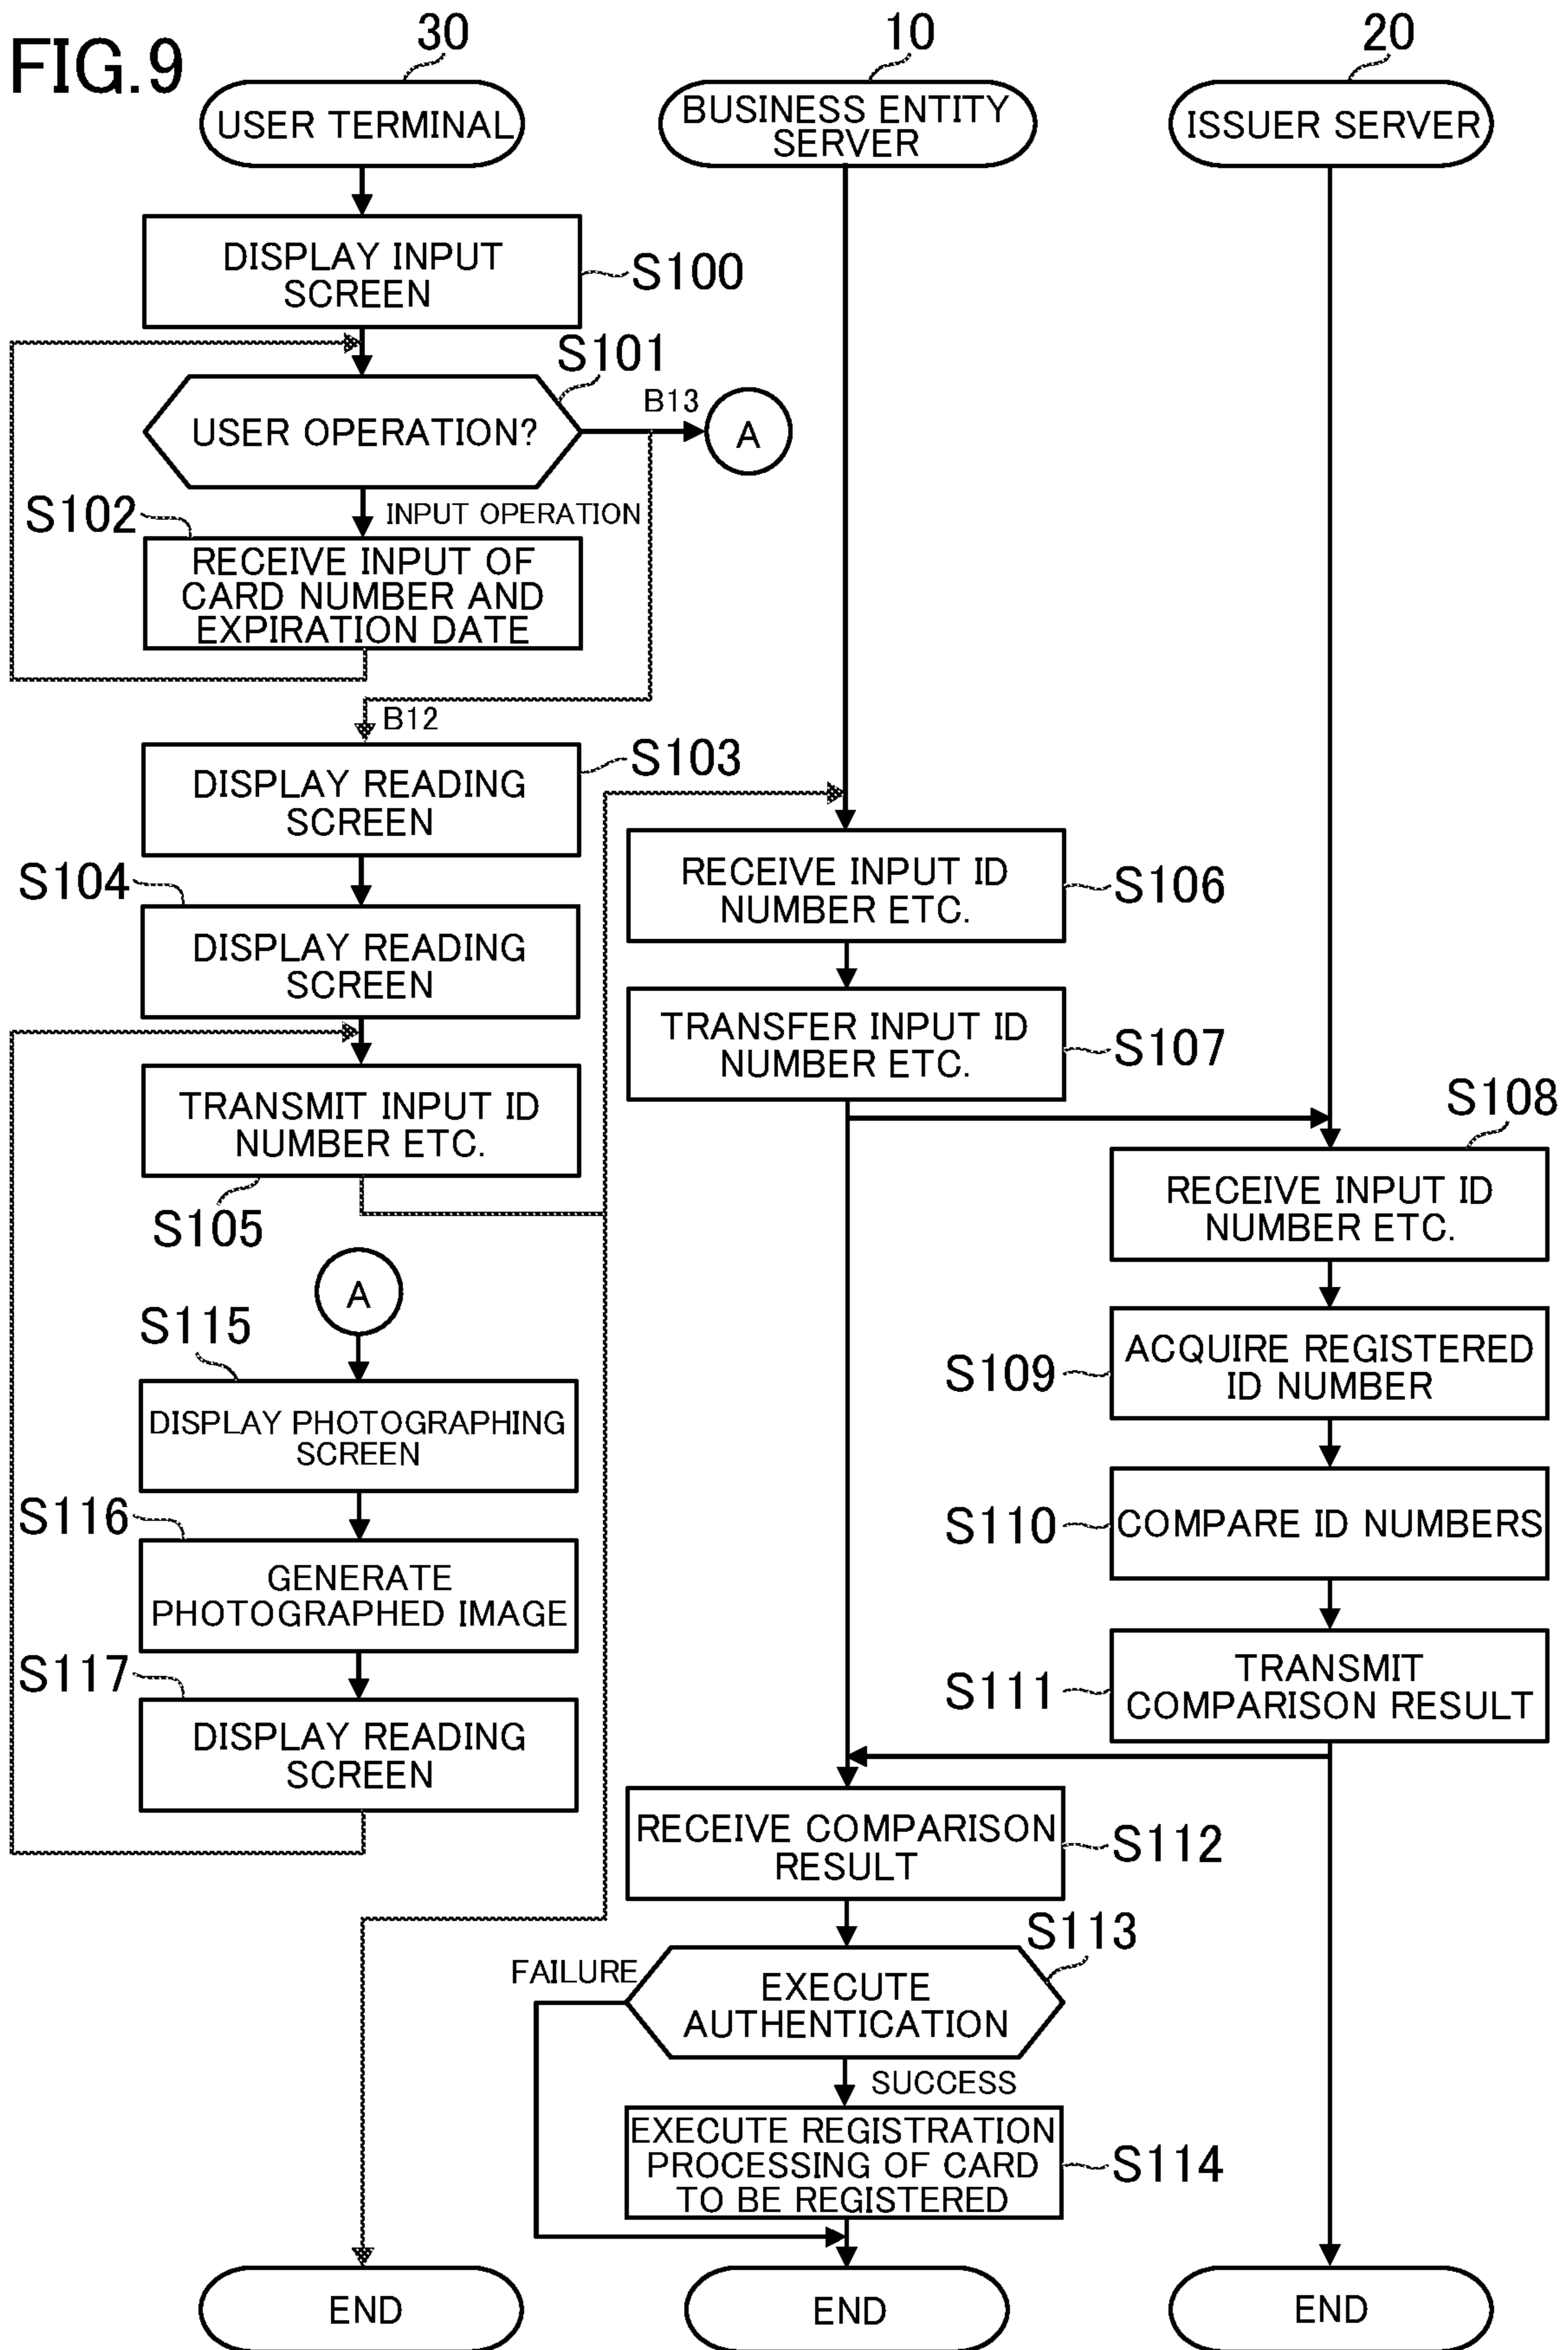 FIG.9
30
10
20
USER TERMINAL
BUSINESS ENTITY
SERVER
ISSUER SERVER
DISPLAY INPUT
SCREEN
S100
S101
USER OPERATION?
B13
A
S102
INPUT OPERATION
RECEIVE INPUT OF
CARD NUMBER AND
EXPIRATION DATE
B12
DISPLAY READING
SCREEN
S103
S104
DISPLAY READING
SCREEN
TRANSMIT INPUT ID
NUMBER ETC.
S105
RECEIVE INPUT ID
NUMBER ETC.
S106
TRANSFER INPUT ID
NUMBER ETC.
S107
S108
RECEIVE INPUT ID
NUMBER ETC.
S109
ACQUIRE REGISTERED
ID NUMBER
S110
COMPARE ID NUMBERS
S111
TRANSMIT
COMPARISON RESULT
A
S115
DISPLAY PHOTOGRAPHING
SCREEN
S116
GENERATE
PHOTOGRAPHED IMAGE
S117
DISPLAY READING
SCREEN
RECEIVE COMPARISON
RESULT
S112
S113
FAILURE
EXECUTE
AUTHENTICATION
SUCCESS
EXECUTE REGISTRATION
PROCESSING OF CARD
TO BE REGISTERED
S114
END
END
END